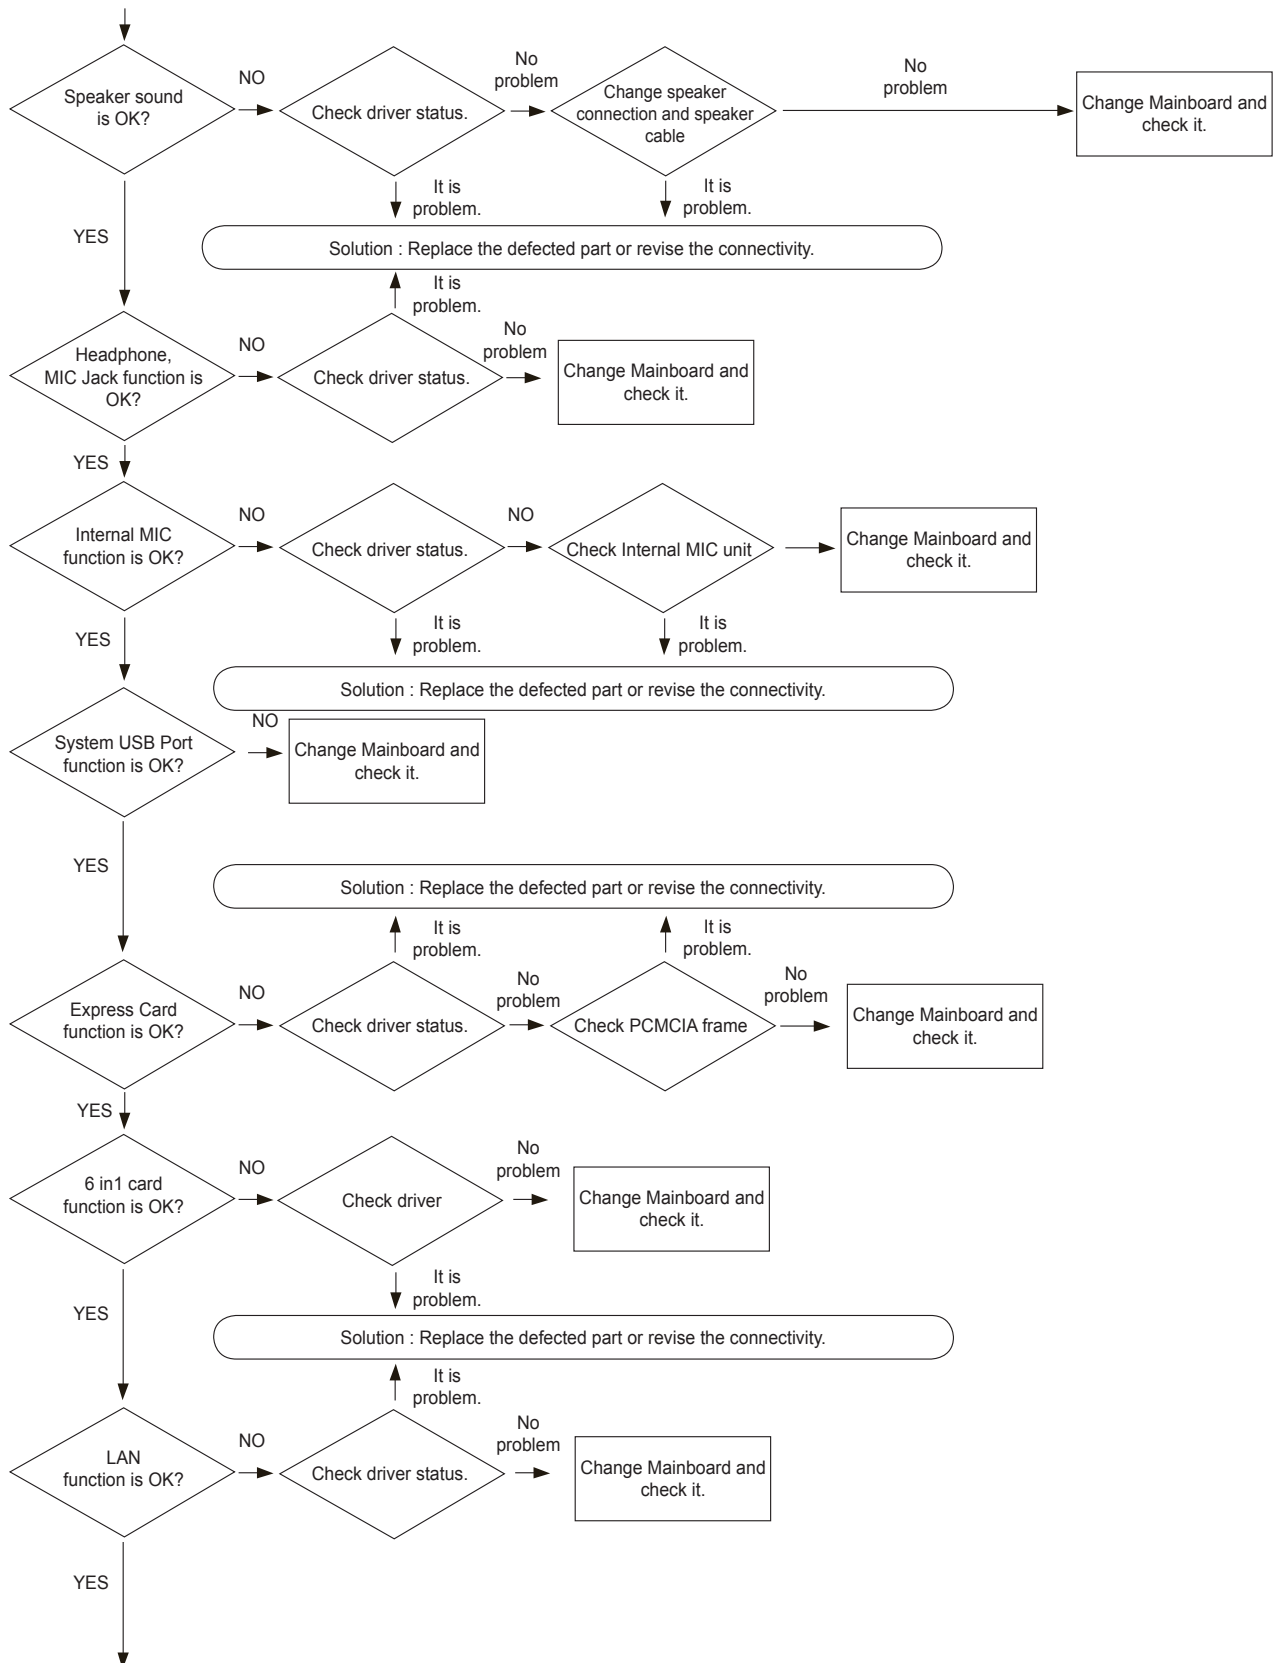 Speaker sound
is OK?
NO
Check driver status.
No
problem
Change speaker
connection and speaker
cable
No
problem
Change Mainboard and
check it.
It is
problem.
It is
problem.
YES
Solution : Replace the defected part or revise the connectivity.
It is
problem.
Headphone,
MIC Jack function is
OK?
NO
Check driver status.
No
problem
Change Mainboard and
check it.
YES
Internal MIC
function is OK?
NO
Check driver status.
NO
Check Internal MIC unit
Change Mainboard and
check it.
It is
problem.
It is
problem.
YES
Solution : Replace the defected part or revise the connectivity.
System USB Port
function is OK?
NO
Change Mainboard and
check it.
YES
Solution : Replace the defected part or revise the connectivity.
It is
problem.
It is
problem.
Express Card
function is OK?
NO
Check driver status.
No
problem
Check PCMCIA frame
No
problem
Change Mainboard and
check it.
YES
6 in1 card
function is OK?
NO
Check driver
No
problem
Change Mainboard and
check it.
It is
problem.
YES
Solution : Replace the defected part or revise the connectivity.
It is
problem.
LAN
function is OK?
NO
Check driver status.
No
problem
Change Mainboard and
check it.
YES